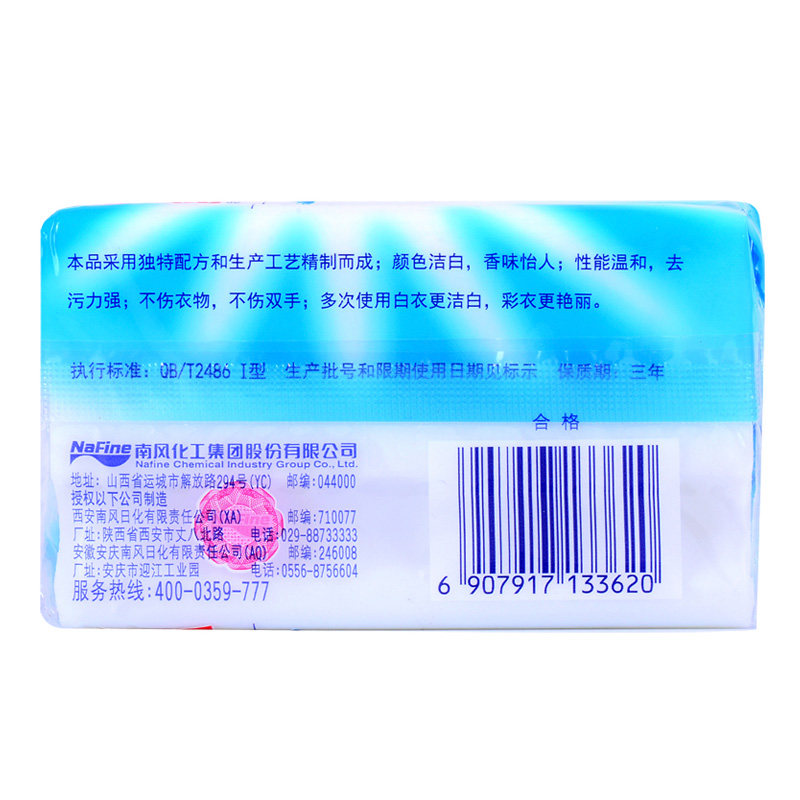 本品采用独特配方和生产工艺精制而成；颜色洁白，香味怡人；性能温和，去
污力强；不伤衣物，不伤双手；多次使用白衣更洁白，彩衣更艳丽。
执行标准：QB/T2486 I型 生产批号和限期使用日期见标示 保质期：三年
合格
NaFine 南风化工集团股份有限公司
Nafine Chemical Industry Group Co., Ltd.
地址：山西省运城市解放路294号(YC) 邮编:044000
授权以下公司制造
西安南风日化有限责任公司(XA) 邮编:710077
厂址:陕西省西安市丈八北路 电话:029-88733333
安徽安庆南风日化有限责任公司(AQ) 邮编:246008
厂址:安庆市迎江工业园 电话:0556-8756604
服务热线:400-0359-777
6 907917 133620